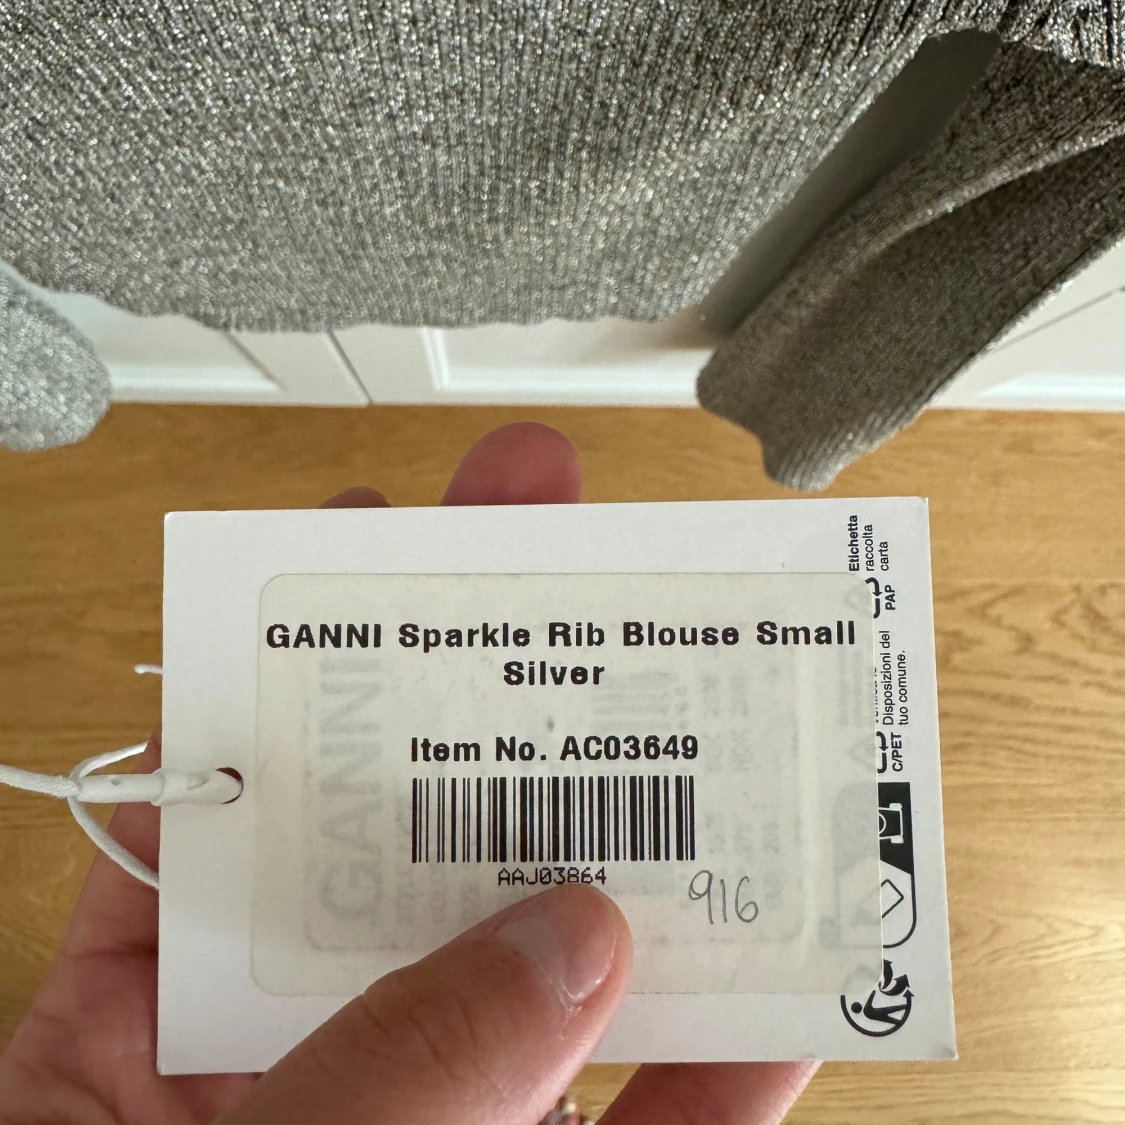 GANNI Sparkle Rib Blouse Small
Silver
Item No. AC03649
AAJ03864
916
Etichetta
raccolta
carta
PAP
Disposizioni del
tuo comune.
C/PET
GANNI